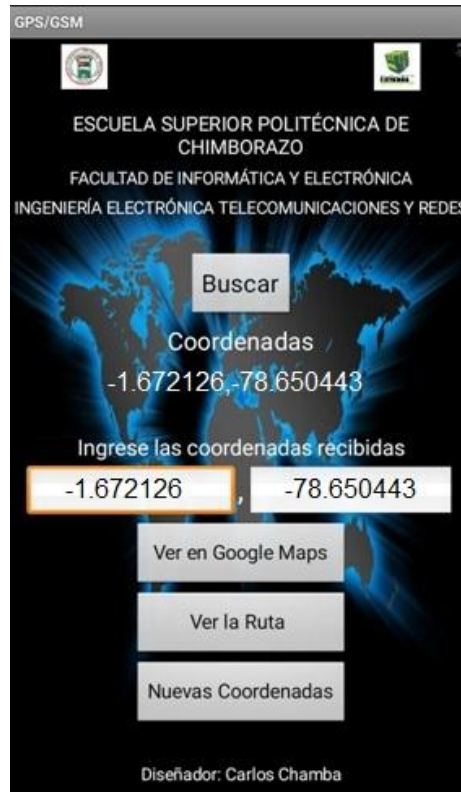 GPS/GSM
ESCUELA SUPERIOR POLITÉCNICA DE
CHIMBORAZO
FACULTAD DE INFORMÁTICA Y ELECTRÓNICA
INGENIERÍA ELECTRÓNICA TELECOMUNICACIONES Y REDES
Buscar
Coordenadas
-1.672126,-78.650443
Ingrese las coordenadas recibidas
-1.672126 , -78.650443
Ver en Google Maps
Ver la Ruta
Nuevas Coordenadas
Diseñador: Carlos Chamba